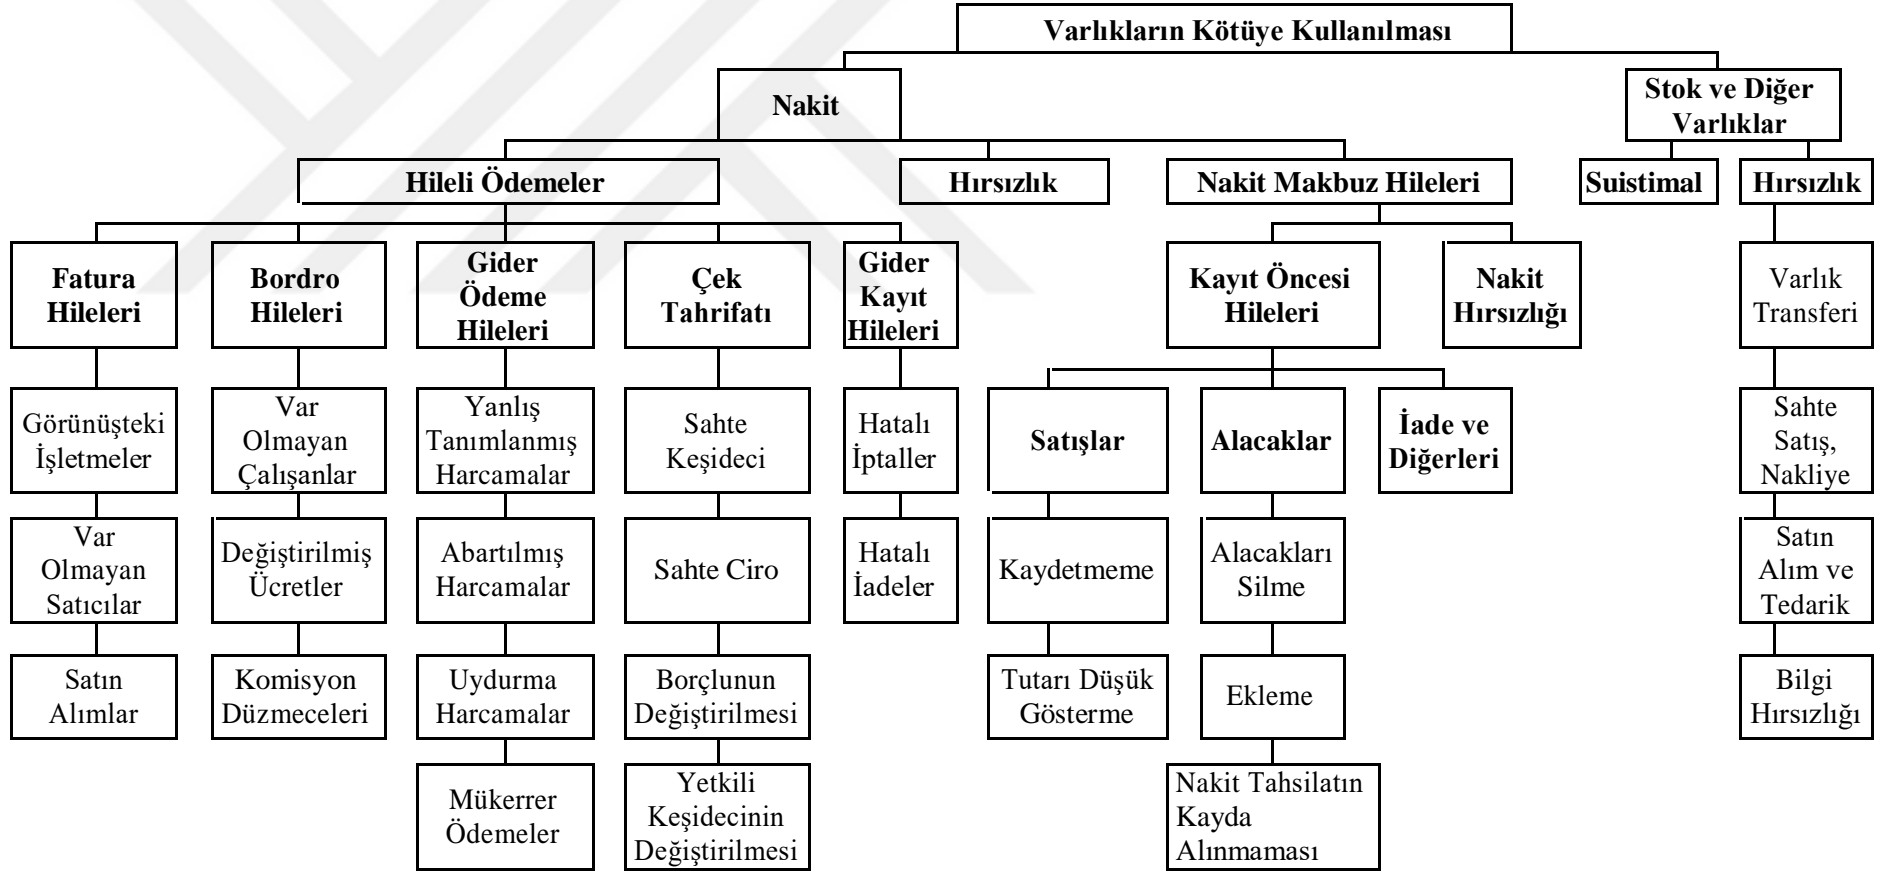 Varlıkların Kötüye Kullanılması
Nakit
Stok ve Diğer
Varlıklar
Hileli Ödemeler
Hırsızlık
Nakit Makbuz Hileleri
Suistimal
Hırsızlık
Fatura
Hileleri
Bordro
Hileleri
Gider
Ödeme
Hileleri
Çek
Tahrifatı
Gider
Kayıt
Hileleri
Kayıt Öncesi
Hileleri
Nakit
Hırsızlığı
Varlık
Transferi
Görünüşteki
İşletmeler
Var
Olmayan
Çalışanlar
Yanlış
Tanımlanmış
Harcamalar
Sahte
Keşideci
Hatalı
İptaller
Satışlar
Alacaklar
İade ve
Diğerleri
Sahte
Satış,
Nakliye
Var
Olmayan
Satıcılar
Değiştirilmiş
Ücretler
Abartılmış
Harcamalar
Sahte Ciro
Hatalı
İadeler
Kaydetmeme
Alacakları
Silme
Satın
Alım ve
Tedarik
Satın
Alımlar
Komisyon
Düzmeceleri
Uydurma
Harcamalar
Borçlunun
Değiştirilmesi
Tutarı Düşük
Gösterme
Ekleme
Bilgi
Hırsızlığı
Mükerrer
Ödemeler
Yetkili
Keşidecinin
Değiştirilmesi
Nakit Tahsilatın
Kayda
Alınmaması